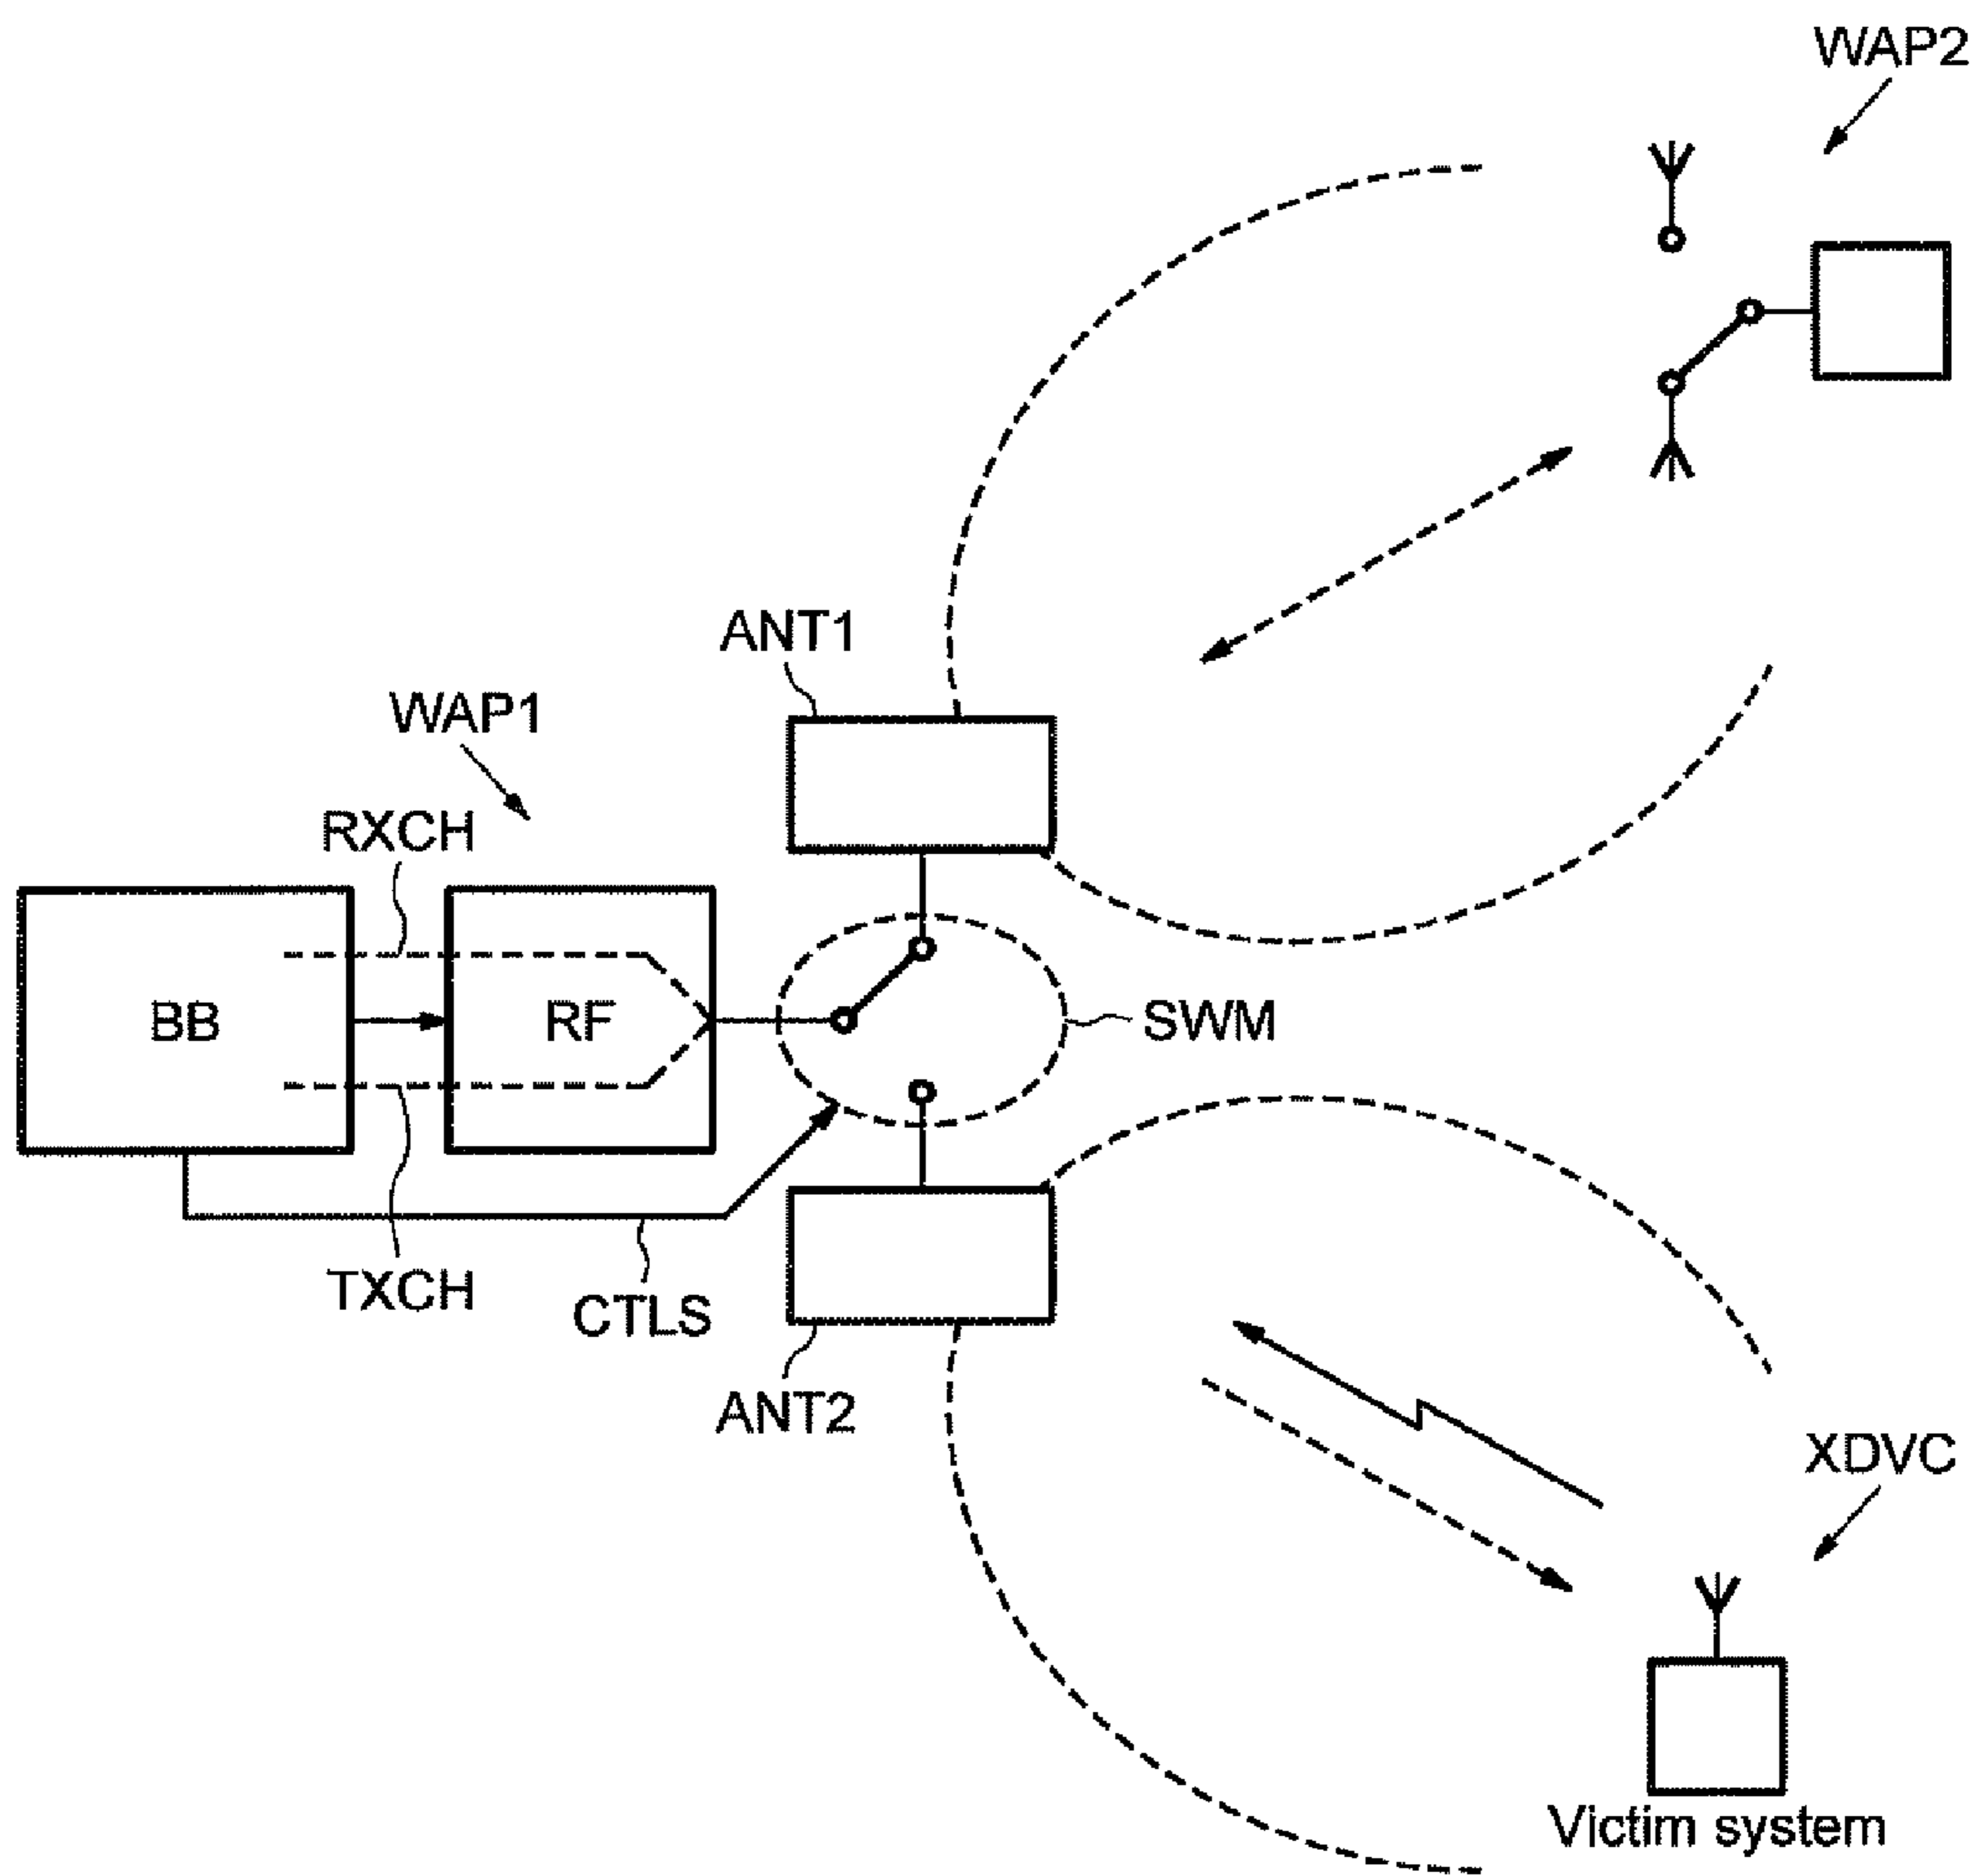 WAP2
ANT1
WAP1
RXCH
BB
RF
SWM
TXCH
CTLS
ANT2
XDVC
Victim system